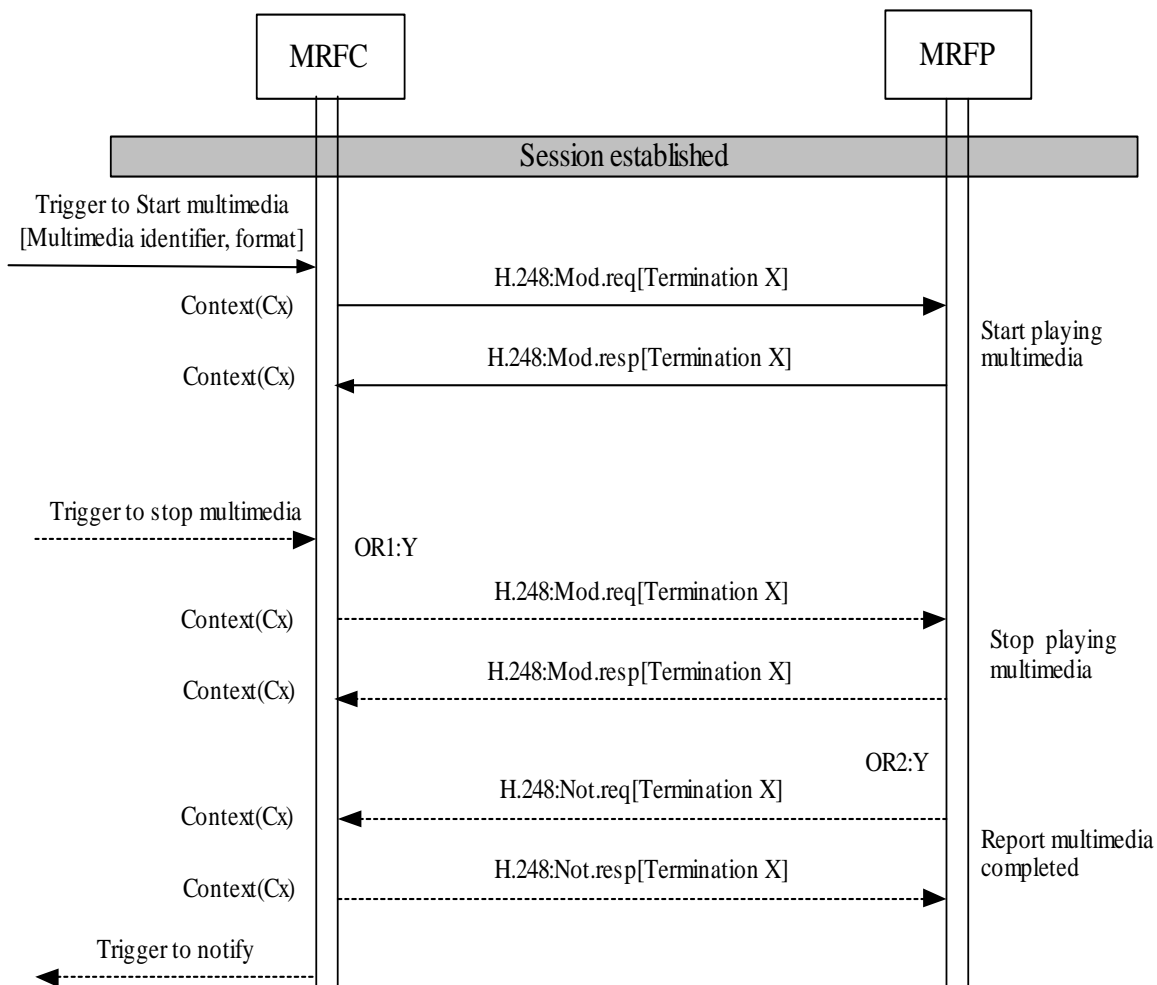 MRFC
MRFP
Session established
Trigger to Start multimedia
[Multimedia identifier, format]
H.248:Mod.req[Termination X]
Context(Cx)
Start playing
multimedia
H.248:Mod.resp[Termination X]
Context(Cx)
Trigger to stop multimedia
OR1:Y
H.248:Mod.req[Termination X]
Context(Cx)
Stop playing
multimedia
H.248:Mod.resp[Termination X]
Context(Cx)
OR2:Y
H.248:Not.req[Termination X]
Context(Cx)
Report multimedia
completed
H.248:Not.resp[Termination X]
Context(Cx)
Trigger to notify